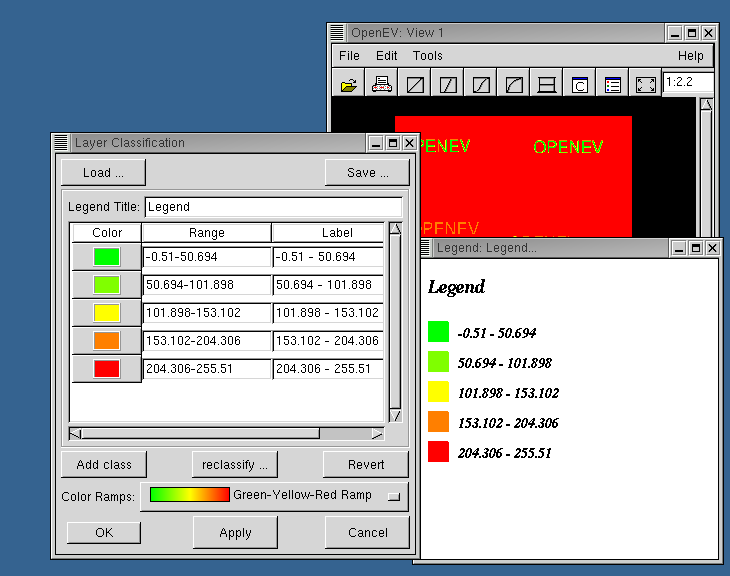 OpenEV: View 1
File Edit Tools Help
1:2.2
OPENEV
OPENEV
Layer Classification
Load ...
Save ...
Legend Title: Legend
Color Range Label
-0.51-50.694 -0.51 - 50.694
50.694-101.898 50.694 - 101.898
101.898-153.102 101.898 - 153.102
153.102-204.306 153.102 - 204.306
204.306-255.51 204.306 - 255.51
Add class reclassify ... Revert
Color Ramps: Green-Yellow-Red Ramp
OK Apply Cancel
Legend: Legend...
Legend
-0.51 - 50.694
50.694 - 101.898
101.898 - 153.102
153.102 - 204.306
204.306 - 255.51